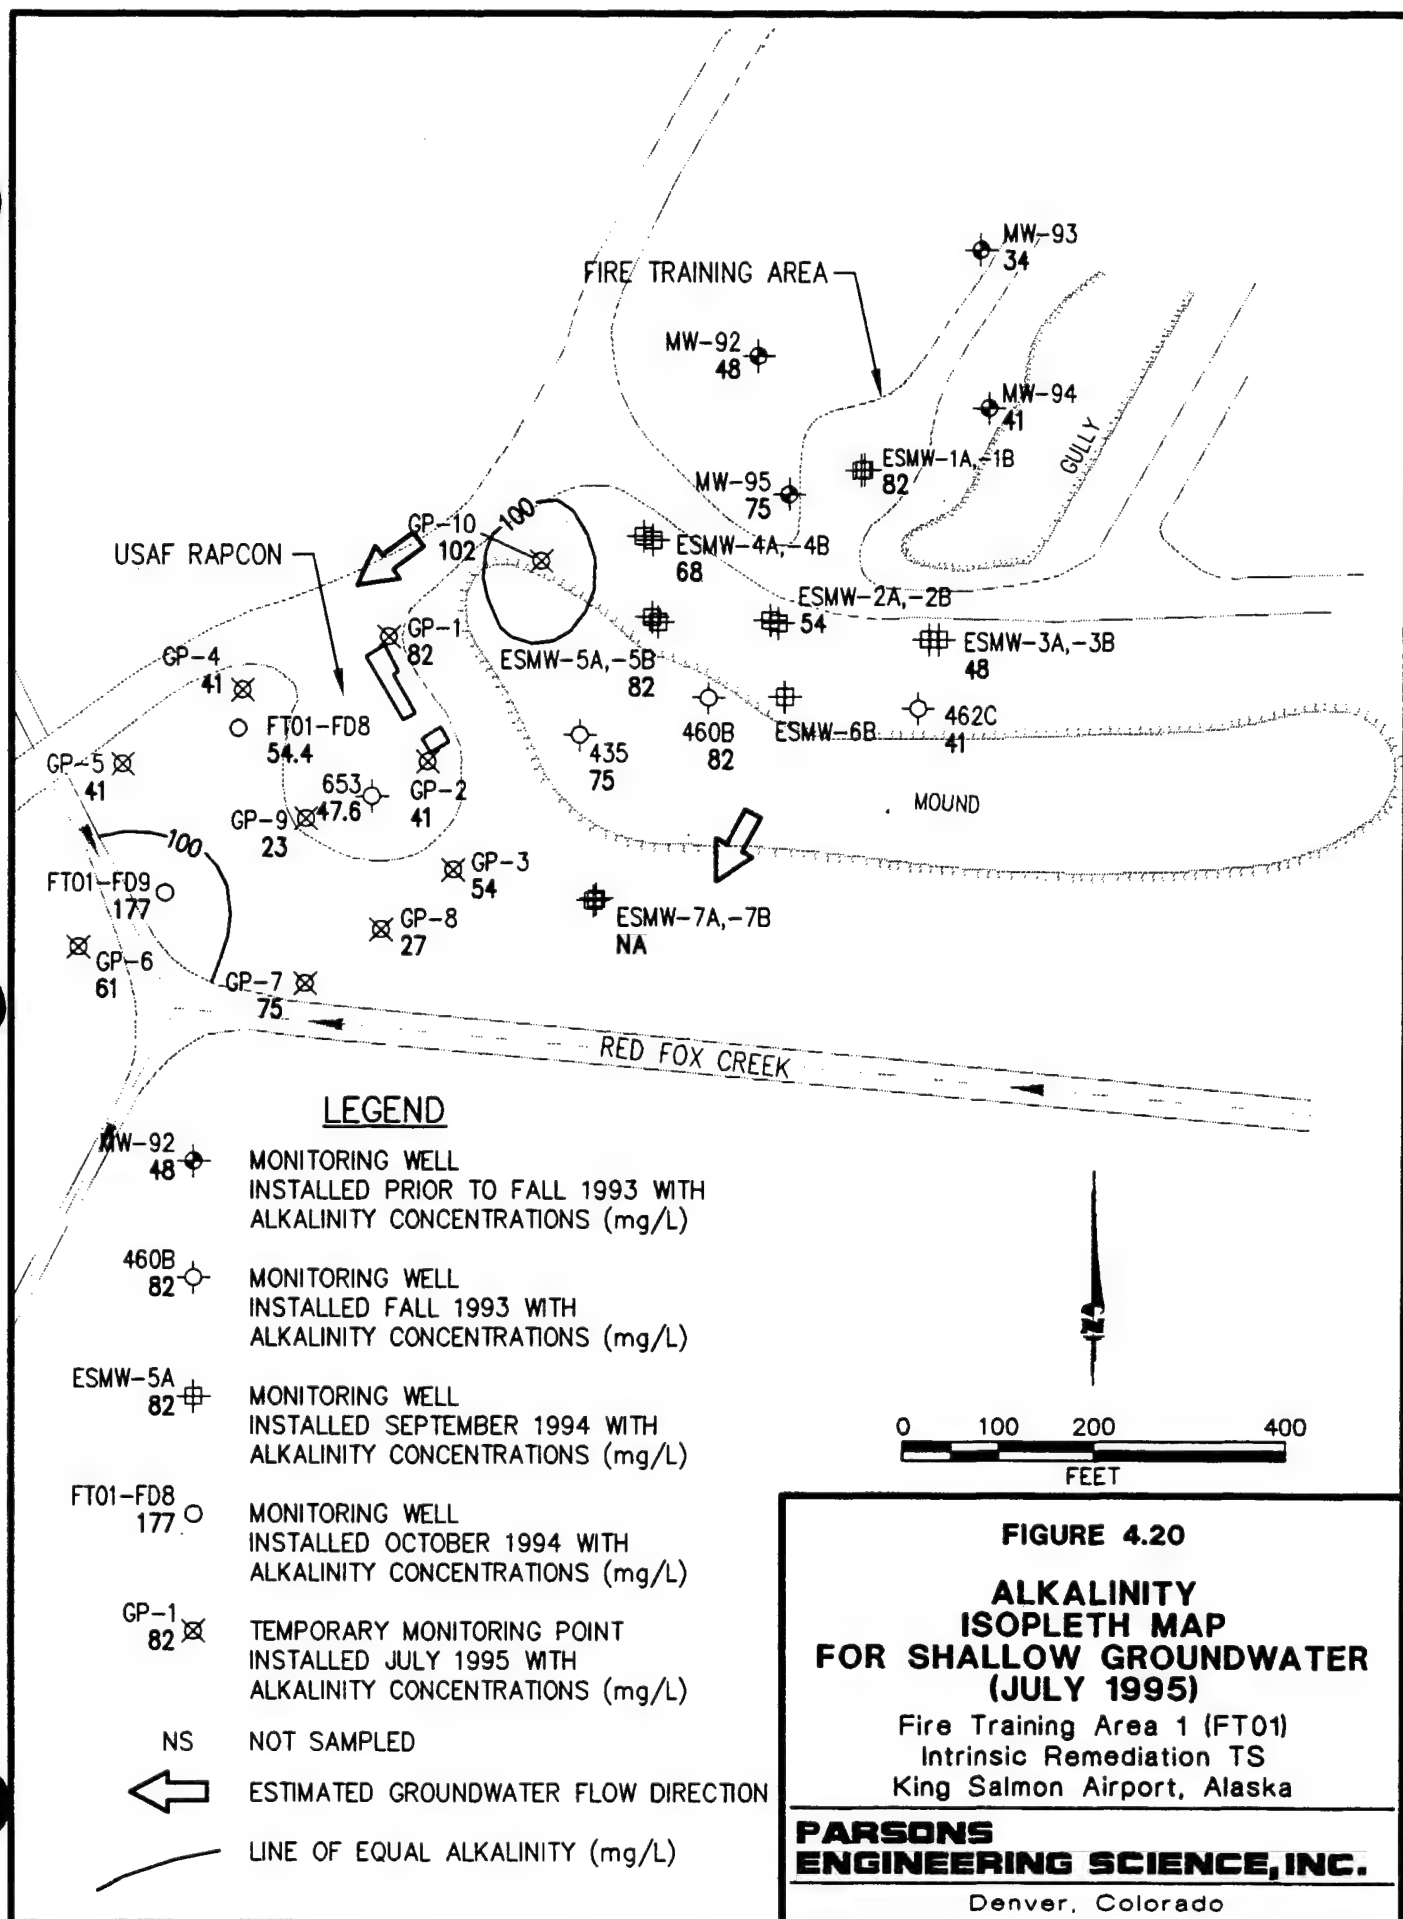 MW-93
34
FIRE TRAINING AREA
MW-92
48
MW-94
41
GULLY
ESMW-1A,-1B
82
MW-95
75
GP-10
102
100
USAF RAPCON
ESMW-4A,-4B
68
ESMW-2A,-2B
54
GP-1
82
ESMW-5A,-5B
82
ESMW-3A,-3B
48
GP-4
41
FT01-FD8
54.4
460B
82
ESMW-6B
462C
41
435
75
GP-5
41
653
47.6
GP-2
41
MOUND
GP-9
23
100
GP-3
54
FT01-FD9
177
GP-8
27
ESMW-7A,-7B
NA
GP-6
61
GP-7
75
RED FOX CREEK
LEGEND
MW-92
48
MONITORING WELL
INSTALLED PRIOR TO FALL 1993 WITH
ALKALINITY CONCENTRATIONS (mg/L)
460B
82
MONITORING WELL
INSTALLED FALL 1993 WITH
ALKALINITY CONCENTRATIONS (mg/L)
ESMW-5A
82
MONITORING WELL
INSTALLED SEPTEMBER 1994 WITH
ALKALINITY CONCENTRATIONS (mg/L)
FT01-FD8
177
MONITORING WELL
INSTALLED OCTOBER 1994 WITH
ALKALINITY CONCENTRATIONS (mg/L)
GP-1
82
TEMPORARY MONITORING POINT
INSTALLED JULY 1995 WITH
ALKALINITY CONCENTRATIONS (mg/L)
NS NOT SAMPLED
ESTIMATED GROUNDWATER FLOW DIRECTION
LINE OF EQUAL ALKALINITY (mg/L)
N
0 100 200 400
FEET
FIGURE 4.20
ALKALINITY
ISOPLETH MAP
FOR SHALLOW GROUNDWATER
(JULY 1995)
Fire Training Area 1 (FT01)
Intrinsic Remediation TS
King Salmon Airport, Alaska
PARSONS
ENGINEERING SCIENCE, INC.
Denver, Colorado